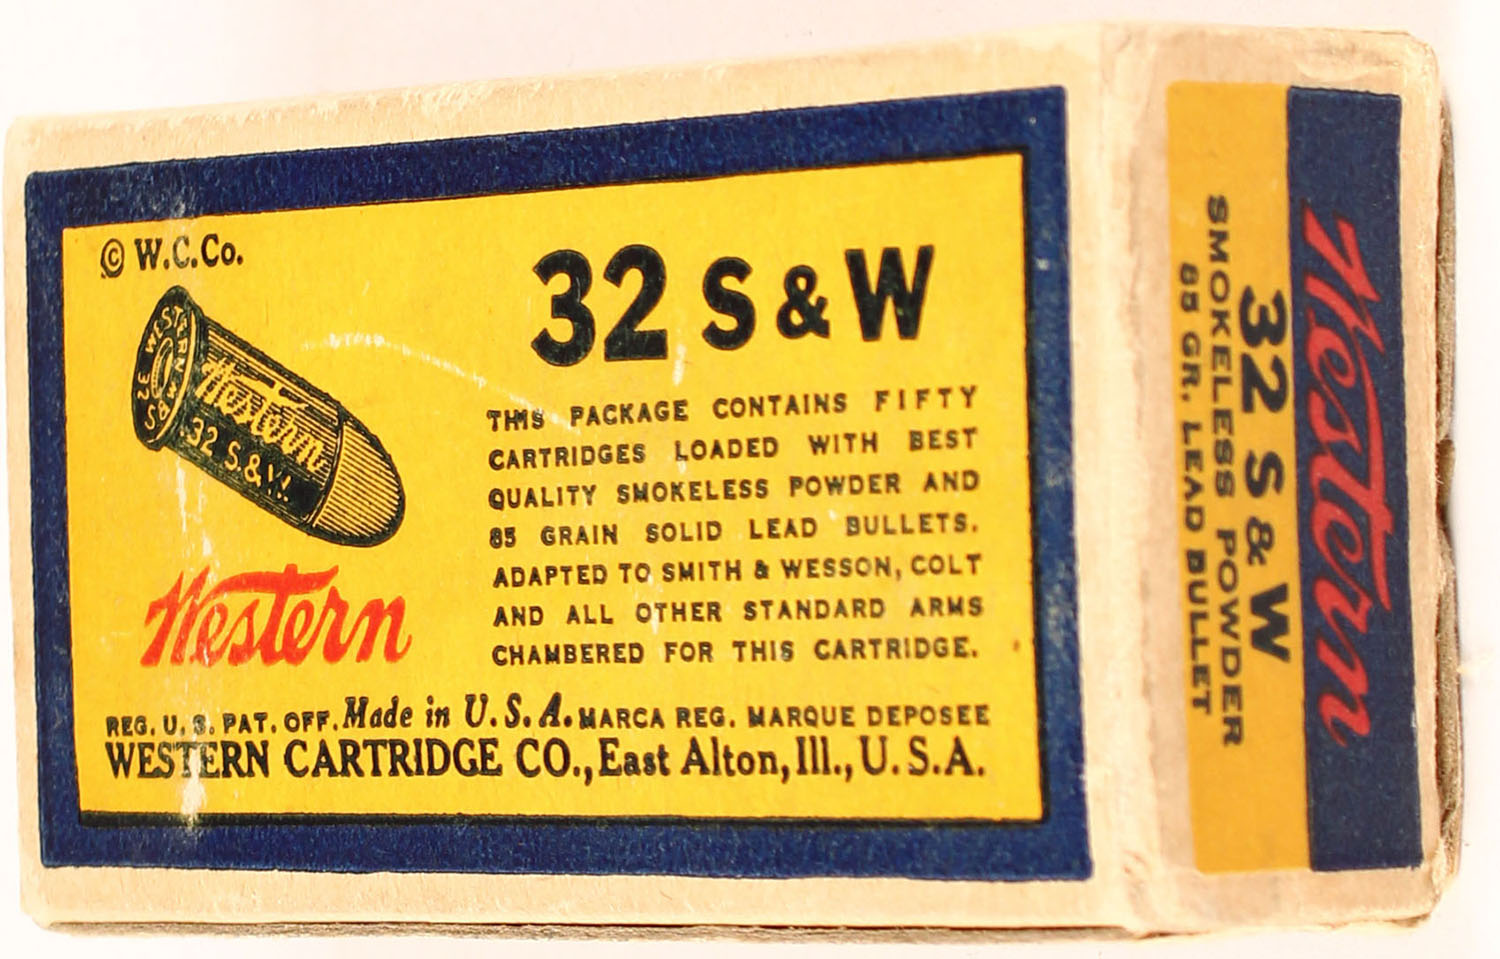 © W.C.Co.
WESTERN
32
Western
32 S.&W.
Western
32 S & W
THIS PACKAGE CONTAINS FIFTY
CARTRIDGES LOADED WITH BEST
QUALITY SMOKELESS POWDER AND
85 GRAIN SOLID LEAD BULLETS.
ADAPTED TO SMITH & WESSON, COLT
AND ALL OTHER STANDARD ARMS
CHAMBERED FOR THIS CARTRIDGE.
REG. U. S. PAT. OFF. Made in U.S.A. MARCA REG. MARQUE DEPOSEE
WESTERN CARTRIDGE CO., East Alton, Ill., U.S.A.
Western
32 S & W
SMOKELESS POWDER
85 GR. LEAD BULLET